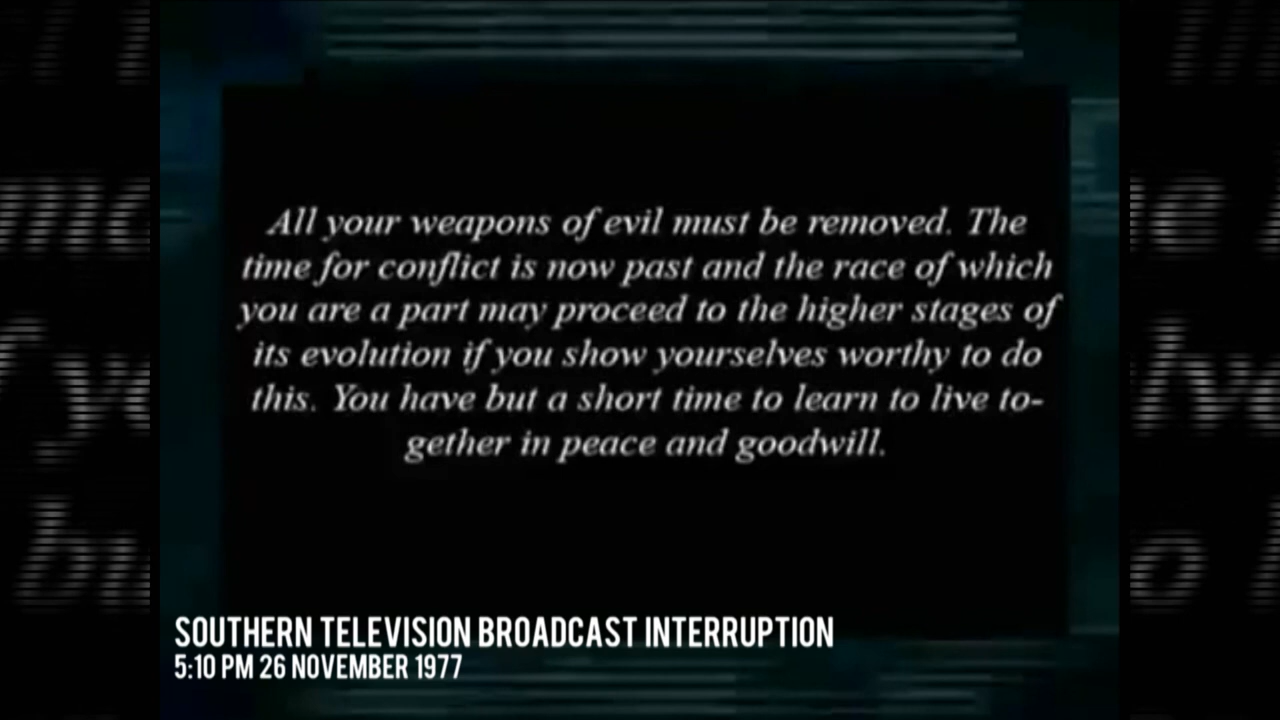 All your weapons of evil must be removed. The
time for conflict is now past and the race of which
you are a part may proceed to the higher stages of
its evolution if you show yourselves worthy to do
this. You have but a short time to learn to live to-
gether in peace and goodwill.
SOUTHERN TELEVISION BROADCAST INTERRUPTION
5:10 PM 26 NOVEMBER 1977